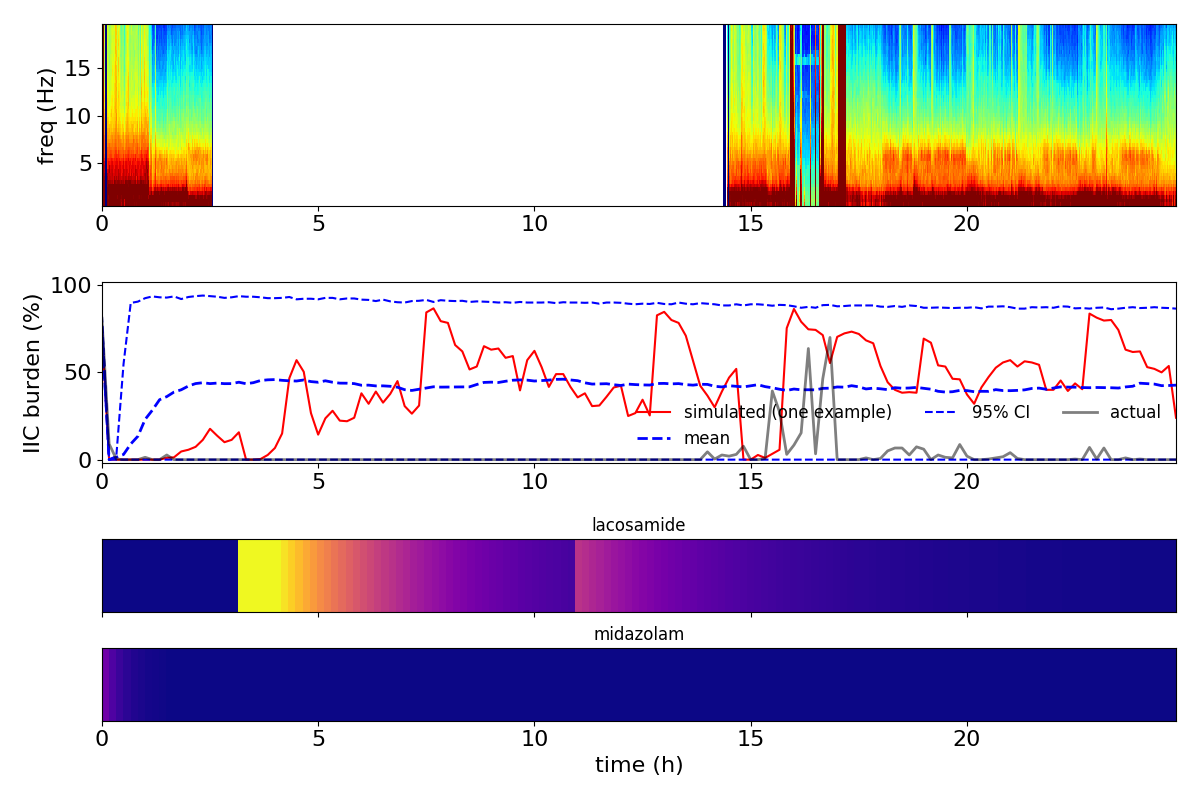 freq (Hz)
15
10
5
0 5 10 15 20
IIC burden (%)
100
50
0
simulated (one example) 95% CI actual
mean
0 5 10 15 20
lacosamide
midazolam
0 5 10 15 20
time (h)